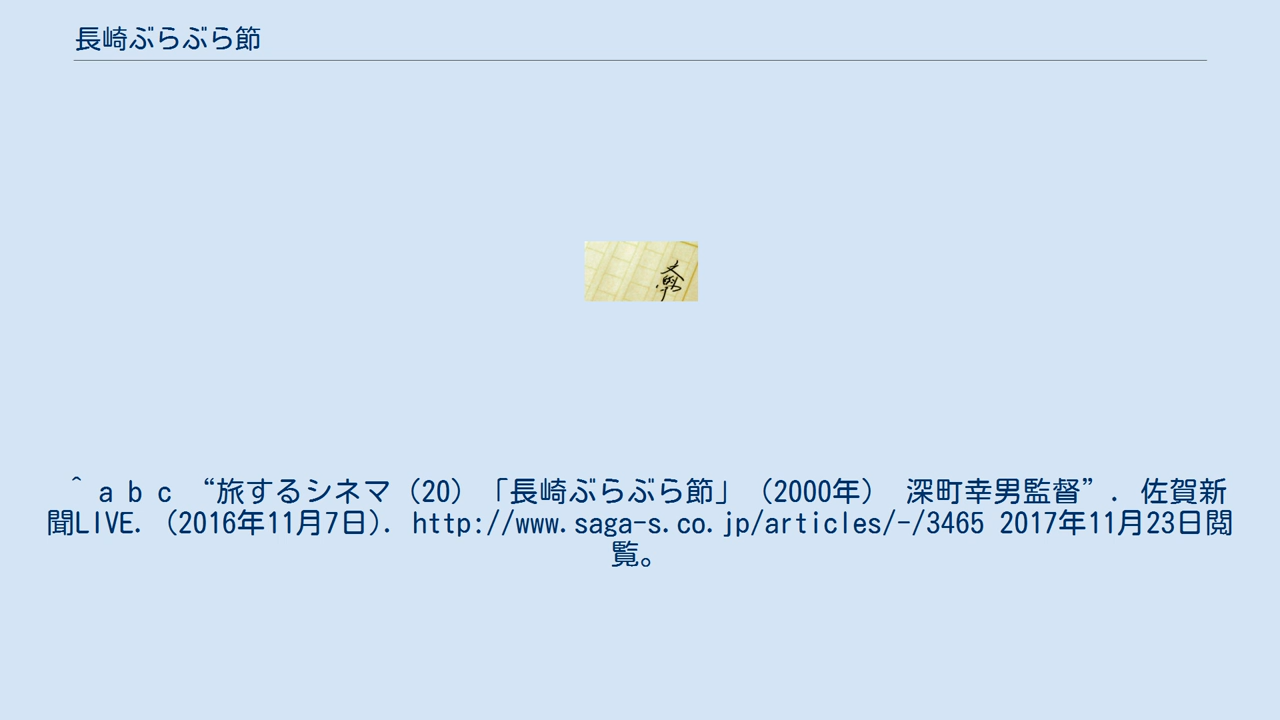 長崎ぶらぶら節
^ a b c “旅するシネマ（20）「長崎ぶらぶら節」（2000年） 深町幸男監督”. 佐賀新
聞LIVE. (2016年11月7日). http://www.saga-s.co.jp/articles/-/3465 2017年11月23日閲
覧。